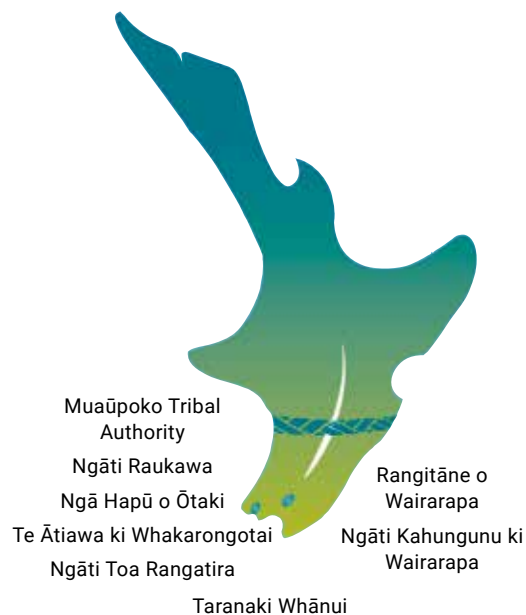 Muaūpoko Tribal
Authority
Ngāti Raukawa
Ngā Hapū o Ōtaki
Te Ātiawa ki Whakarongotai
Ngāti Toa Rangatira
Rangitāne o
Wairarapa
Ngāti Kahungunu ki
Wairarapa
Taranaki Whānui